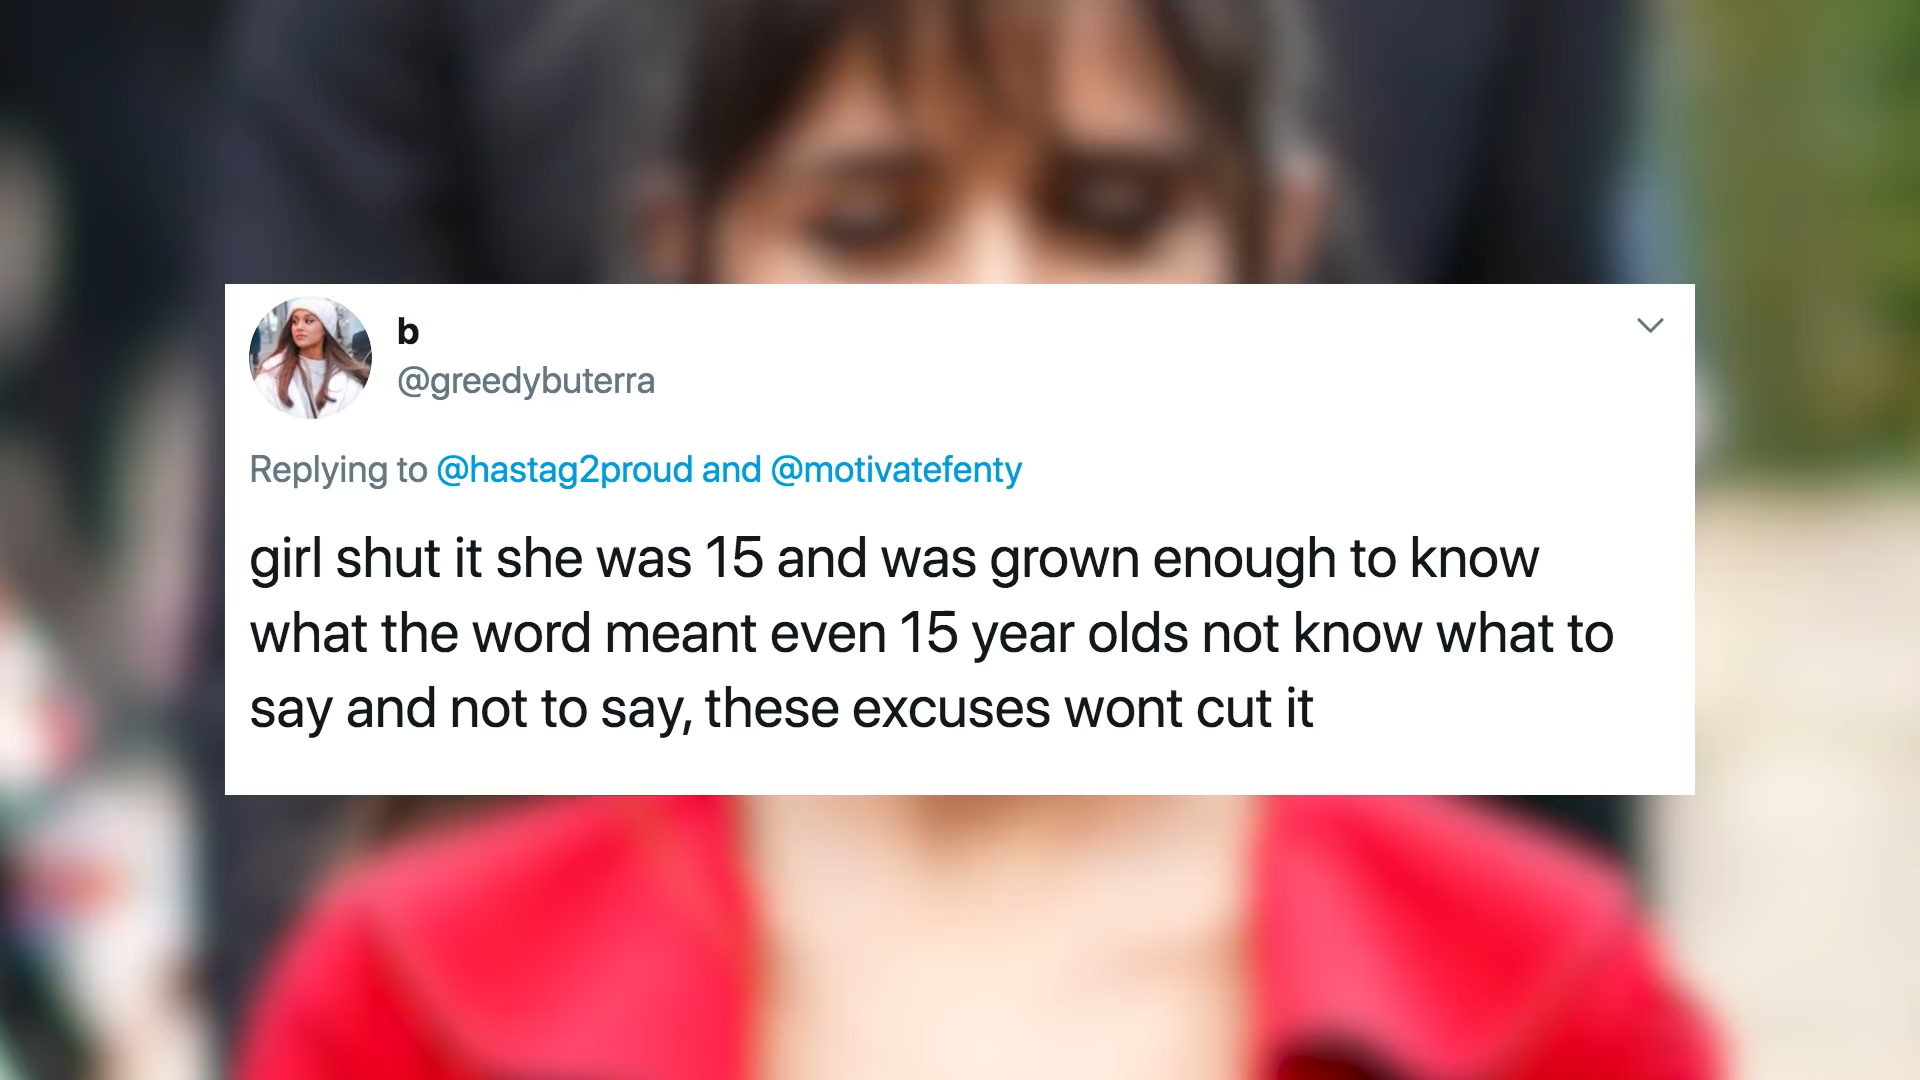 b
@greedybuterra
Replying to @hastag2proud and @motivatefenty
girl shut it she was 15 and was grown enough to know
what the word meant even 15 year olds not know what to
say and not to say, these excuses wont cut it